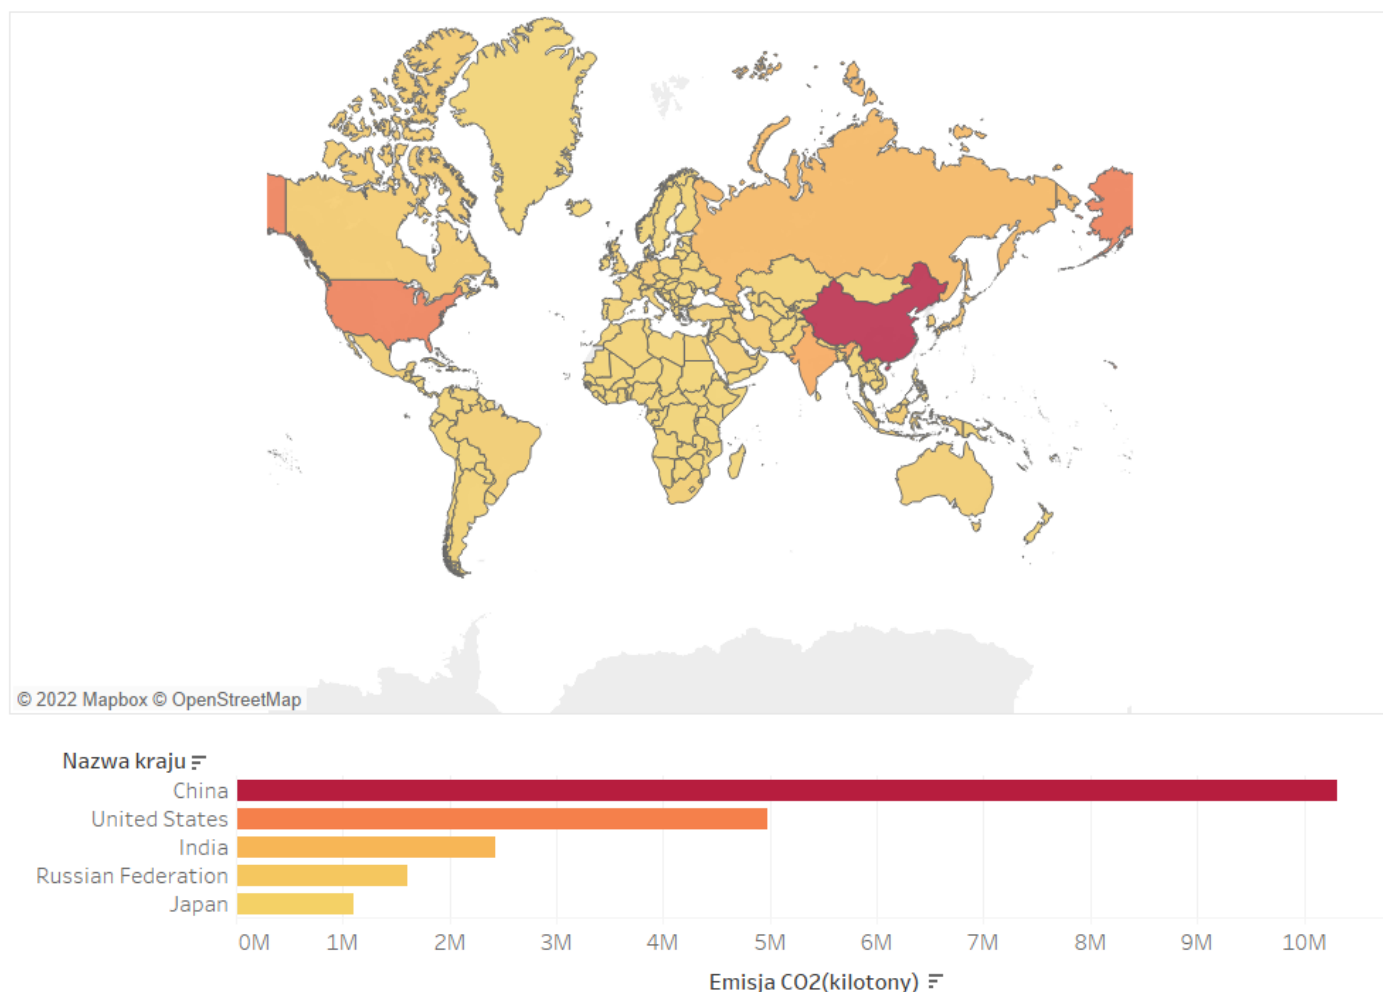 © 2022 Mapbox © OpenStreetMap
Nazwa kraju
China
United States
India
Russian Federation
Japan
0M 1M 2M 3M 4M 5M 6M 7M 8M 9M 10M
Emisja CO2(kilotony)